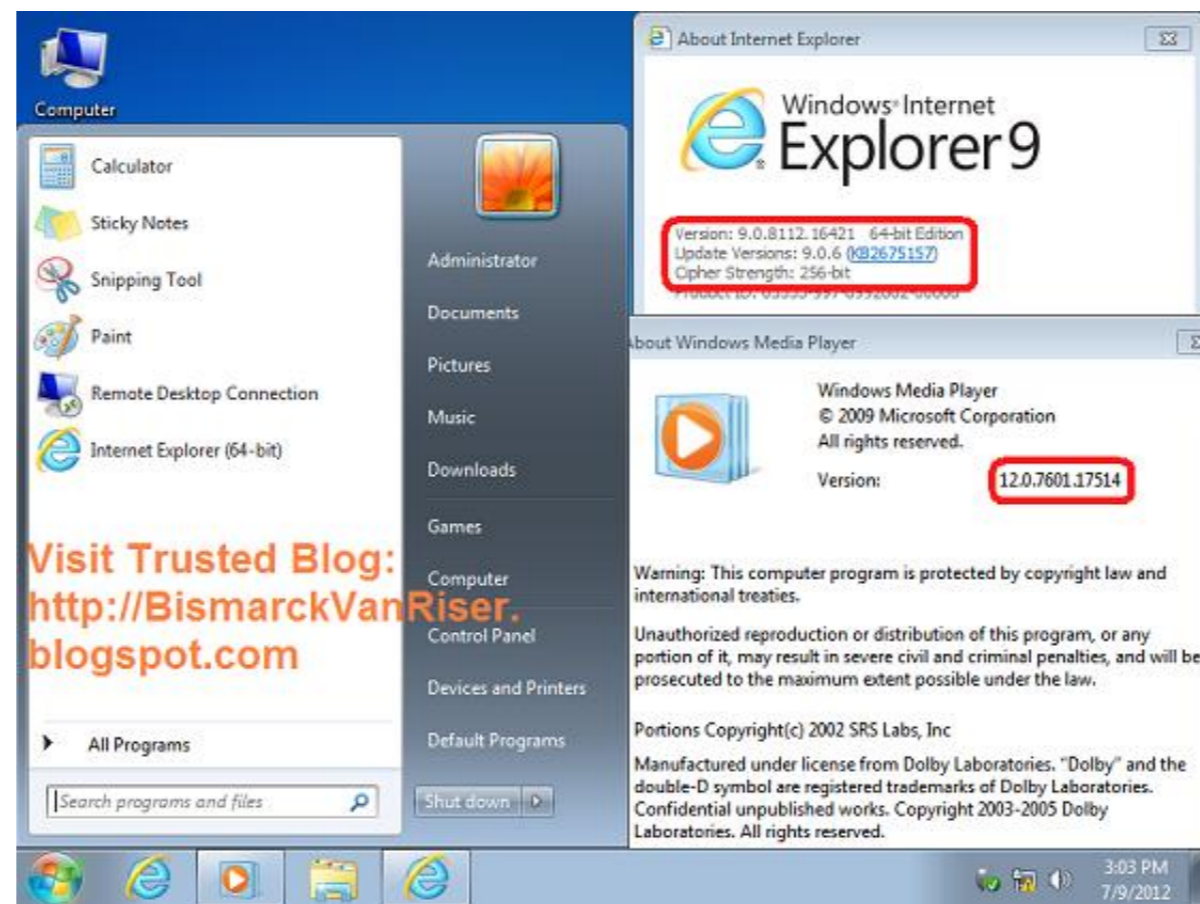 Computer
Calculator
Sticky Notes
Snipping Tool
Paint
Remote Desktop Connection
Internet Explorer (64-bit)
Visit Trusted Blog:
http://BismarckVanRiser.
blogspot.com
All Programs
Search programs and files
Administrator
Documents
Pictures
Music
Downloads
Games
Computer
Control Panel
Devices and Printers
Default Programs
Shut down
About Internet Explorer
Windows® Internet
Explorer 9
Version: 9.0.8112.16421 64-bit Edition
Update Versions: 9.0.6 (KB2675157)
Cipher Strength: 256-bit
About Windows Media Player
Windows Media Player
© 2009 Microsoft Corporation
All rights reserved.
Version: 12.0.7601.17514
Warning: This computer program is protected by copyright law and
international treaties.
Unauthorized reproduction or distribution of this program, or any
portion of it, may result in severe civil and criminal penalties, and will be
prosecuted to the maximum extent possible under the law.
Portions Copyright(c) 2002 SRS Labs, Inc
Manufactured under license from Dolby Laboratories. "Dolby" and the
double-D symbol are registered trademarks of Dolby Laboratories.
Confidential unpublished works. Copyright 2003-2005 Dolby
Laboratories. All rights reserved.
3:03 PM
7/9/2012